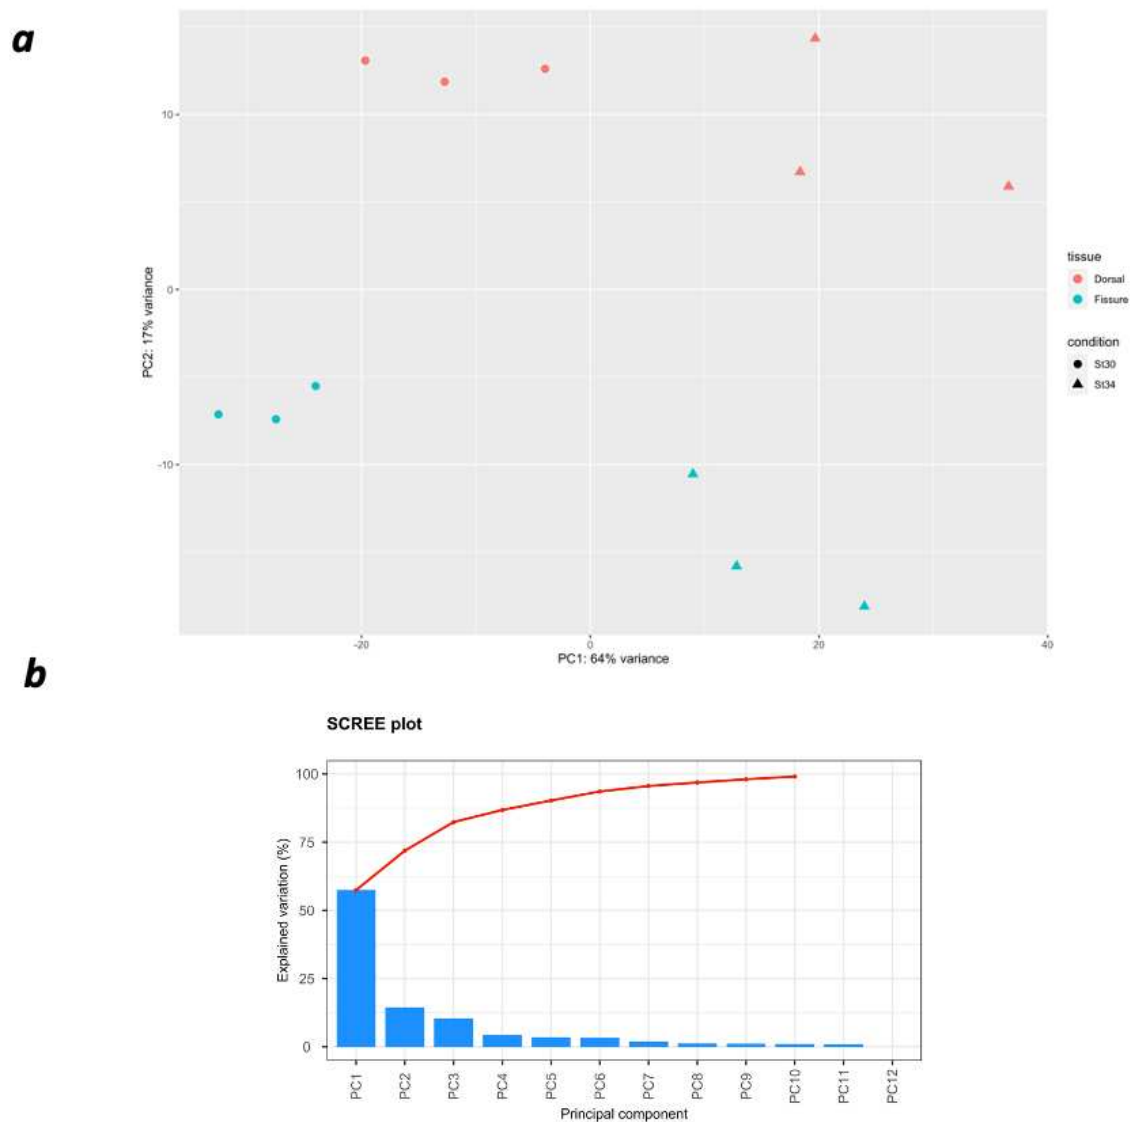 a
10
0
-10
PC2: 17% variance
-20
0
20
40
PC1: 64% variance
tissue
Dorsal
Fissure
condition
St30
St34
b
SCREE plot
100
75
50
25
0
Explained variation (%)
PC1
PC2
PC3
PC4
PC5
PC6
PC7
PC8
PC9
PC10
PC11
PC12
Principal component